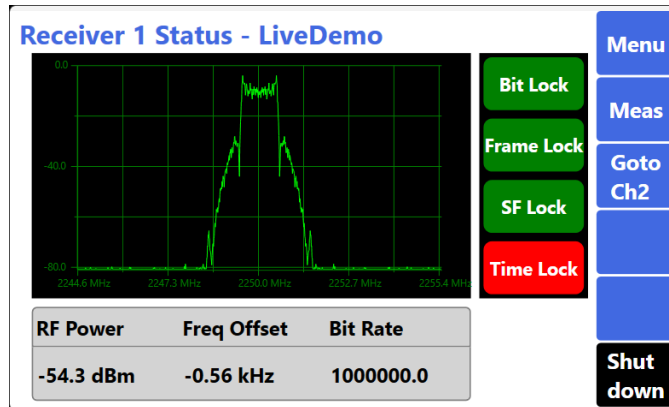 Receiver 1 Status - LiveDemo
0.0
-40.0
-80.0
2244.6 MHz 2247.3 MHz 2250.0 MHz 2252.7 MHz 2255.4 MHz
Bit Lock
Frame Lock
SF Lock
Time Lock
RF Power Freq Offset Bit Rate
-54.3 dBm -0.56 kHz 1000000.0
Menu
Meas
Goto
Ch2
Shut
down